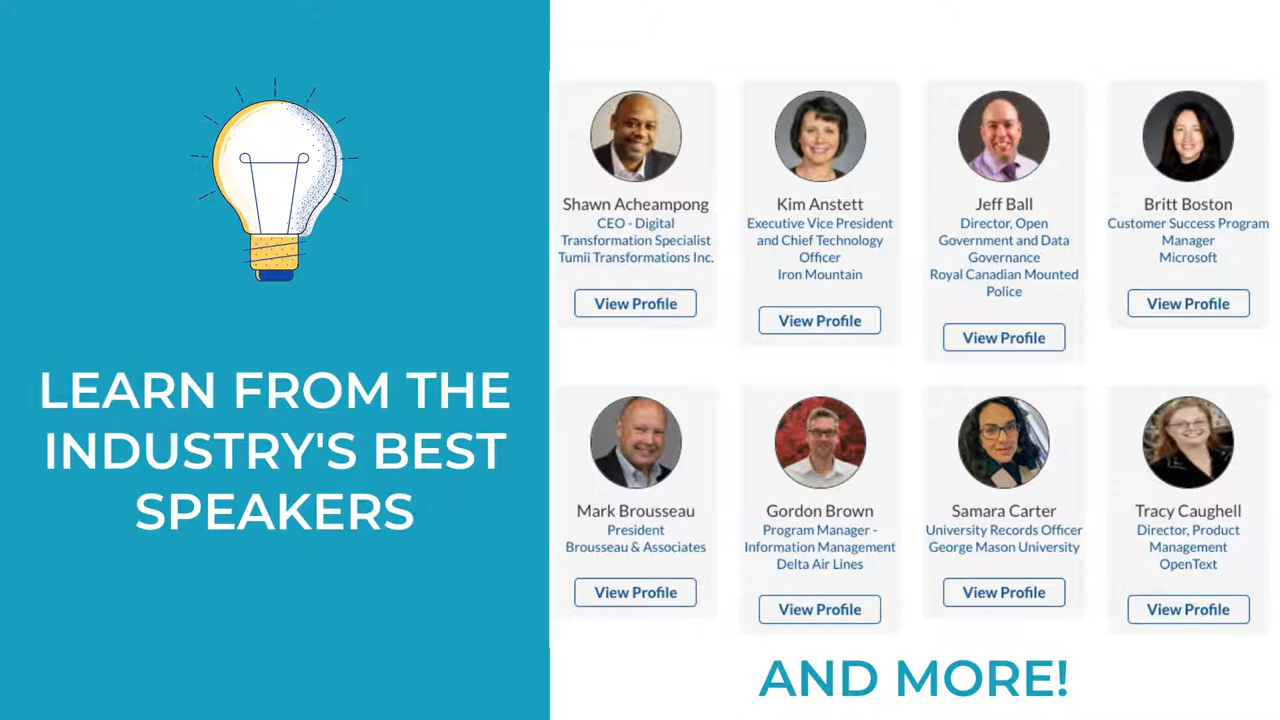 LEARN FROM THE
INDUSTRY'S BEST
SPEAKERS
Shawn Acheampong
CEO - Digital
Transformation Specialist
Tumii Transformations Inc.
View Profile
Kim Anstett
Executive Vice President
and Chief Technology
Officer
Iron Mountain
View Profile
Jeff Ball
Director, Open
Government and Data
Governance
Royal Canadian Mounted
Police
View Profile
Britt Boston
Customer Success Program
Manager
Microsoft
View Profile
Mark Brousseau
President
Brousseau & Associates
View Profile
Gordon Brown
Program Manager -
Information Management
Delta Air Lines
View Profile
Samara Carter
University Records Officer
George Mason University
View Profile
Tracy Caughell
Director, Product
Management
OpenText
View Profile
AND MORE!